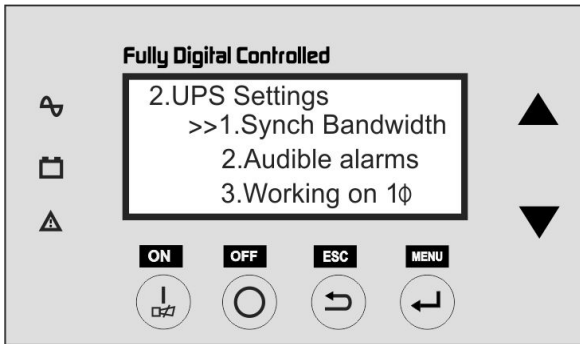 Fully Digital Controlled
2.UPS Settings
>>1.Synch Bandwidth
2.Audible alarms
3.Working on 1ϕ
ON OFF ESC MENU